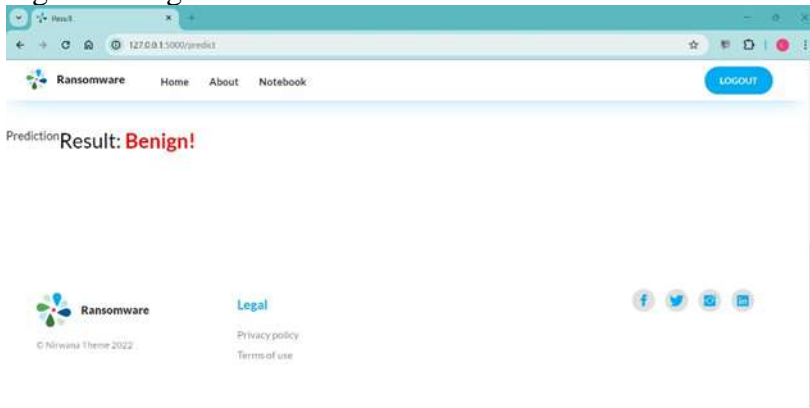 Result
127.0.0.1:5000/predict
Ransomware Home About Notebook LOGOUT
Prediction Result: Benign!
Ransomware
Legal
© Nirwana Theme 2022 .
Privacy policy
Terms of use